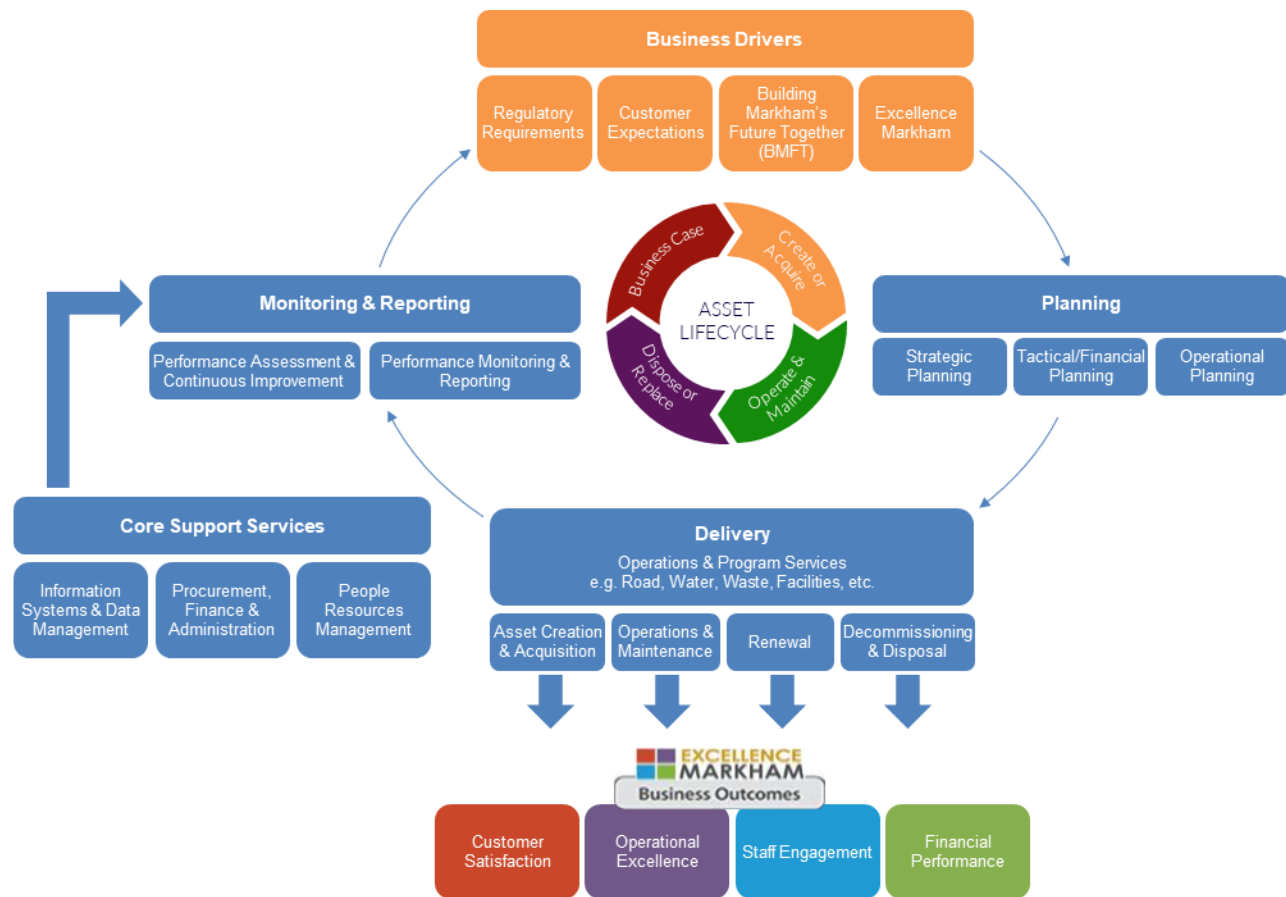 Business Drivers
Regulatory
Requirements
Customer
Expectations
Building
Markham's
Future Together
(BMFT)
Excellence
Markham
Business Case
Create or
Acquire
ASSET
LIFECYCLE
Dispose or
Replace
Operate &
Maintain
Monitoring & Reporting
Performance Assessment &
Continuous Improvement
Performance Monitoring &
Reporting
Planning
Strategic
Planning
Tactical/Financial
Planning
Operational
Planning
Core Support Services
Information
Systems & Data
Management
Procurement,
Finance &
Administration
People
Resources
Management
Delivery
Operations & Program Services
e.g. Road, Water, Waste, Facilities, etc.
Asset Creation
& Acquisition
Operations &
Maintenance
Renewal
Decommissioning
& Disposal
EXCELLENCE
MARKHAM
Business Outcomes
Customer
Satisfaction
Operational
Excellence
Staff Engagement
Financial
Performance